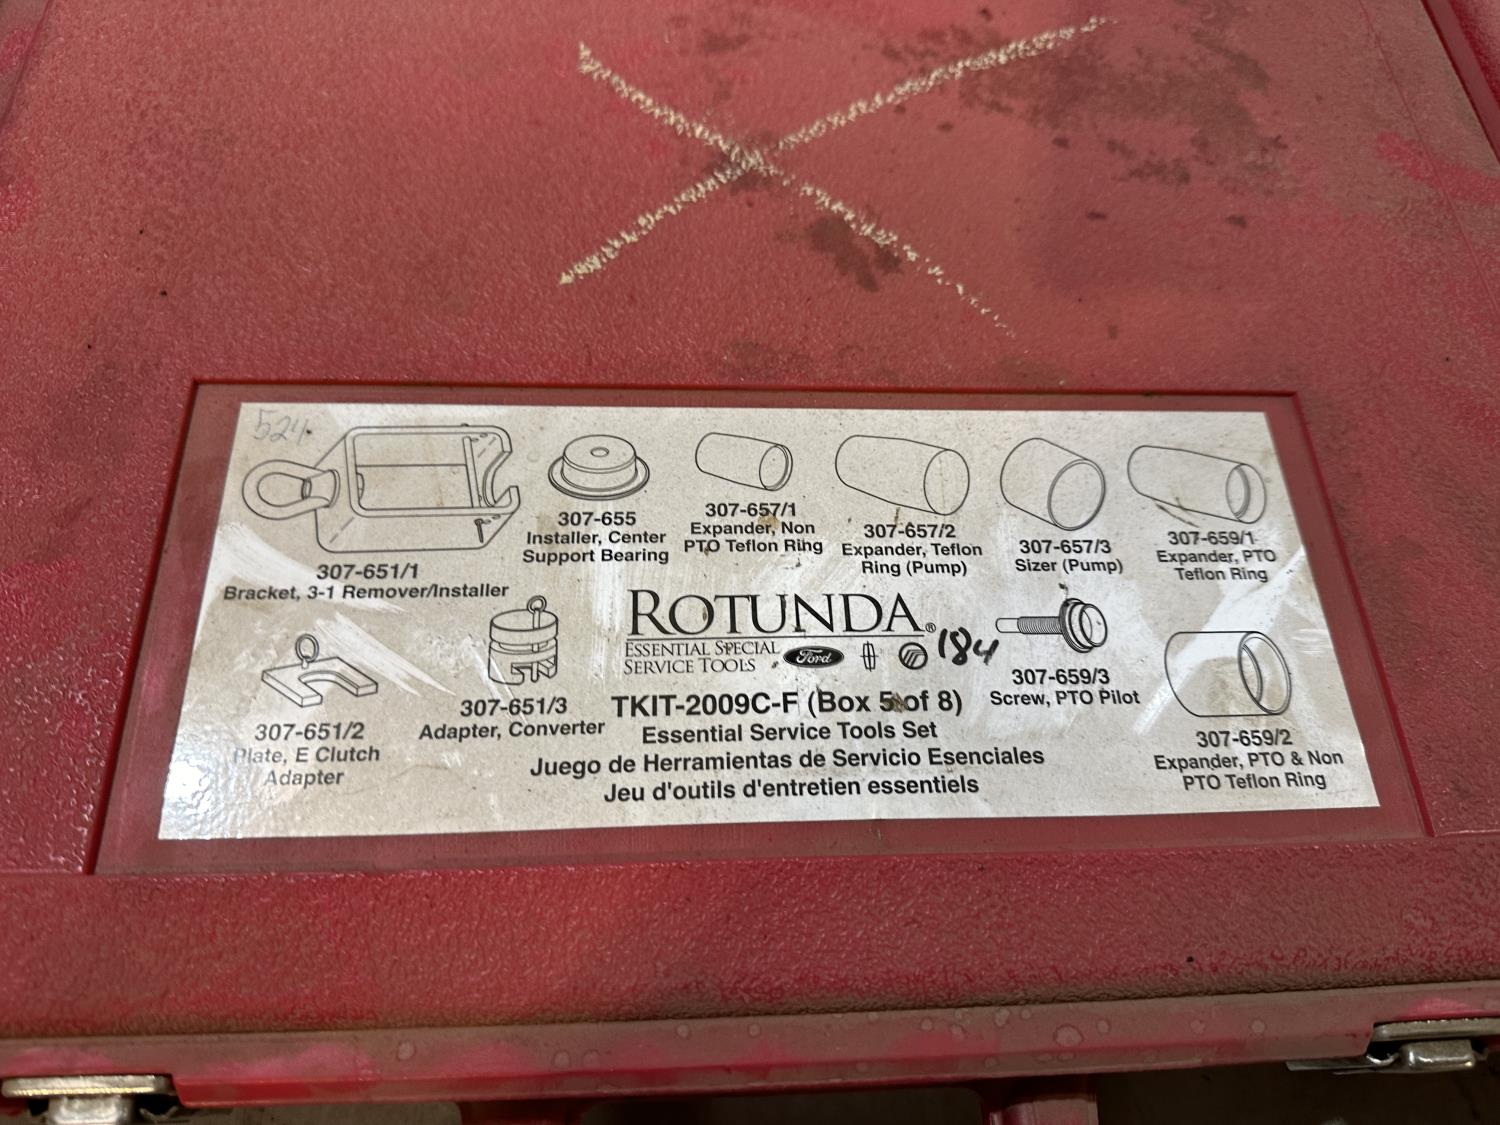 524
307-651/1
Bracket, 3-1 Remover/Installer
307-655
Installer, Center
Support Bearing
307-657/1
Expander, Non
PTO Teflon Ring
307-657/2
Expander, Teflon
Ring (Pump)
307-657/3
Sizer (Pump)
307-659/1
Expander, PTO
Teflon Ring
307-651/2
Plate, E Clutch
Adapter
307-651/3
Adapter, Converter
ROTUNDA®
ESSENTIAL SPECIAL
SERVICE TOOLS
Ford
184
TKIT-2009C-F (Box 5 of 8)
Essential Service Tools Set
Juego de Herramientas de Servicio Esenciales
Jeu d'outils d'entretien essentiels
307-659/3
Screw, PTO Pilot
307-659/2
Expander, PTO & Non
PTO Teflon Ring